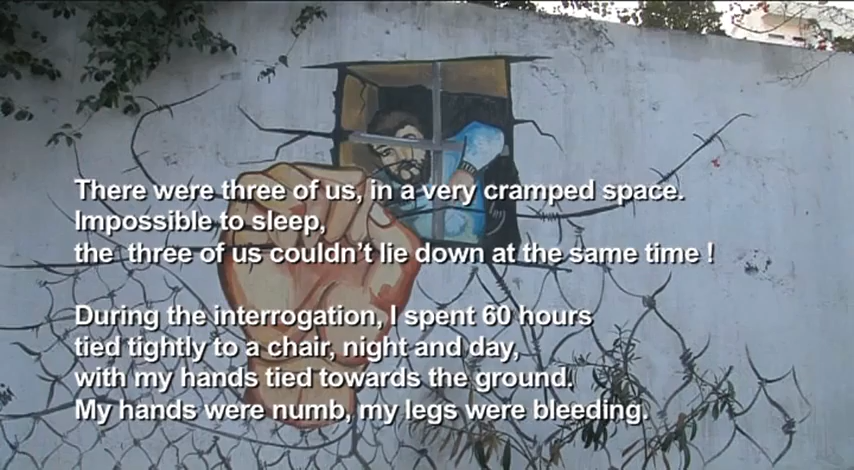 There were three of us, in a very cramped space.
Impossible to sleep,
the  three of us couldn't lie down at the same time !
During the interrogation, I spent 60 hours
tied tightly to a chair, night and day,
with my hands tied towards the ground.
My hands were numb, my legs were bleeding.